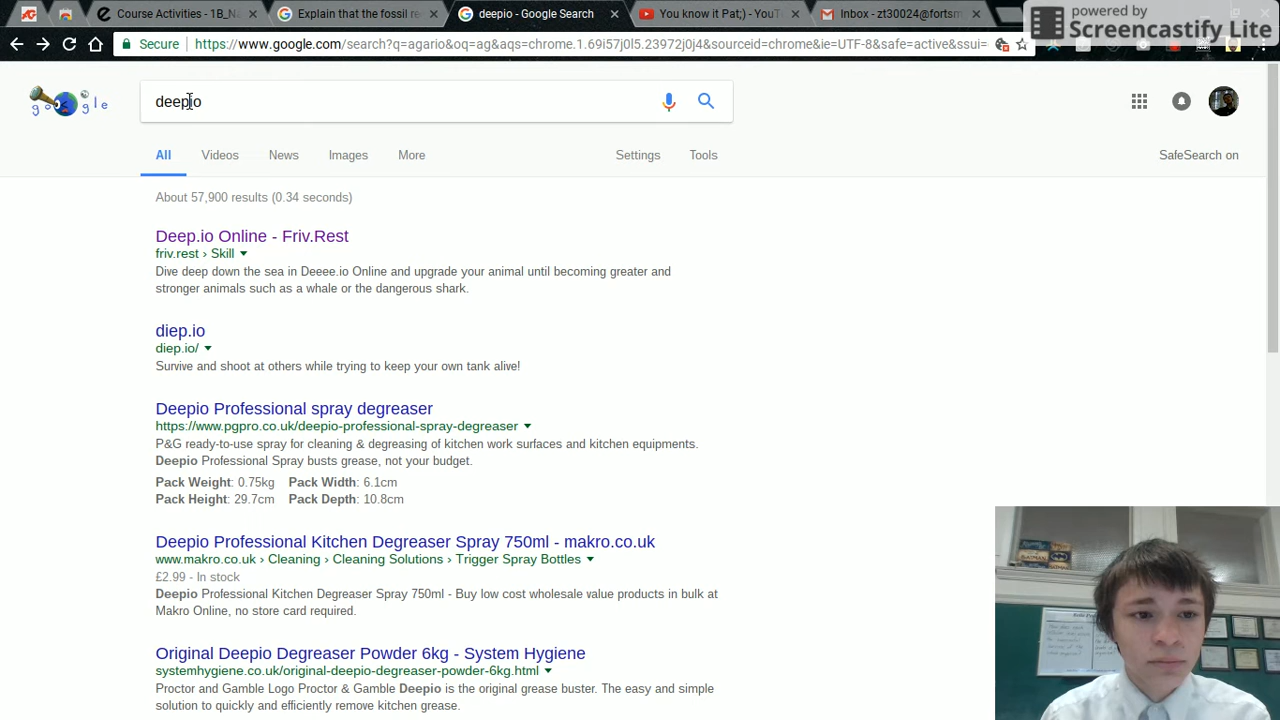 Course Activities - 1B_N
Explain that the fossil re
deepio - Google Search
You know it Pat;) - YouT
Inbox - zt30024@fortsm
powered by
Screencastify Lite
Secure
https://www.google.com/search?q=agario&oq=ag&aqs=chrome.1.69i57j0l5.23972j0j4&sourceid=chrome&ie=UTF-8&safe=active&ssui=
google
deepio
All Videos News Images More Settings Tools SafeSearch on
About 57,900 results (0.34 seconds)
Deep.io Online - Friv.Rest
friv.rest › Skill
Dive deep down the sea in Deeee.io Online and upgrade your animal until becoming greater and
stronger animals such as a whale or the dangerous shark.
diep.io
diep.io/
Survive and shoot at others while trying to keep your own tank alive!
Deepio Professional spray degreaser
https://www.pgpro.co.uk/deepio-professional-spray-degreaser
P&G ready-to-use spray for cleaning & degreasing of kitchen work surfaces and kitchen equipments.
Deepio Professional Spray busts grease, not your budget.
Pack Weight: 0.75kg Pack Width: 6.1cm
Pack Height: 29.7cm Pack Depth: 10.8cm
Deepio Professional Kitchen Degreaser Spray 750ml - makro.co.uk
www.makro.co.uk › Cleaning › Cleaning Solutions › Trigger Spray Bottles
£2.99 - In stock
Deepio Professional Kitchen Degreaser Spray 750ml - Buy low cost wholesale value products in bulk at
Makro Online, no store card required.
Original Deepio Degreaser Powder 6kg - System Hygiene
systemhygiene.co.uk/original-deepio-degreaser-powder-6kg.html
Proctor and Gamble Logo Proctor & Gamble Deepio is the original grease buster. The easy and simple
solution to quickly and efficiently remove kitchen grease.